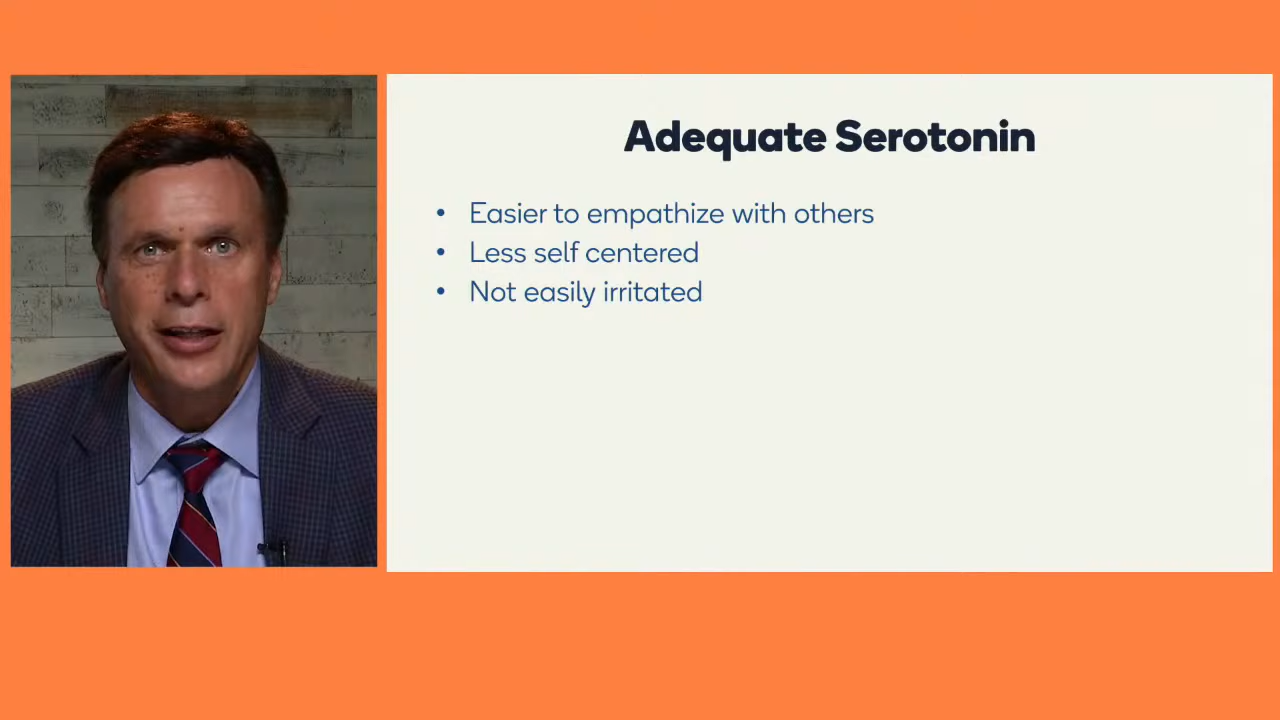 Adequate Serotonin
• Easier to empathize with others
• Less self centered
• Not easily irritated